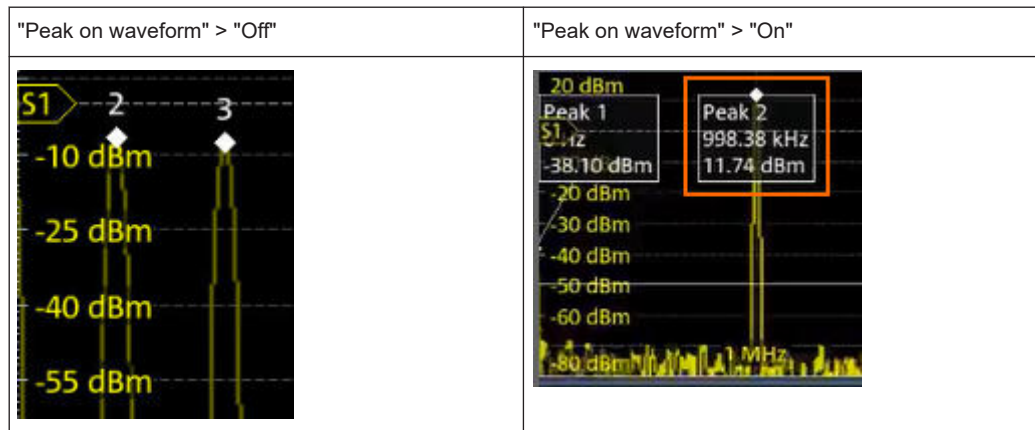 "Peak on waveform" > "Off"
"Peak on waveform" > "On"
S1
2
3
-10 dBm
-25 dBm
-40 dBm
-55 dBm
20 dBm
Peak 1
S1
Hz
-38.10 dBm
Peak 2
998.38 kHz
11.74 dBm
-20 dBm
-30 dBm
-40 dBm
-50 dBm
-60 dBm
-80 dBm
1 MHz